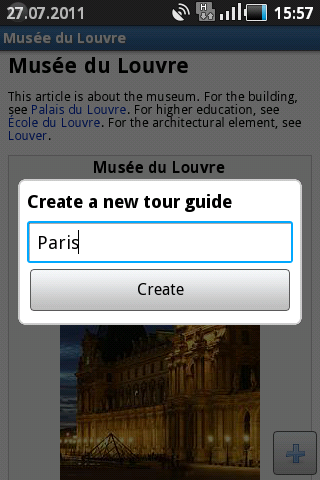 27.07.2011 H 15:57
Musée du Louvre
Musée du Louvre
This article is about the museum. For the building,
see Palais du Louvre. For higher education, see
École du Louvre. For the architectural element, see
Louver.
Musée du Louvre
Create a new tour guide
Paris
Create